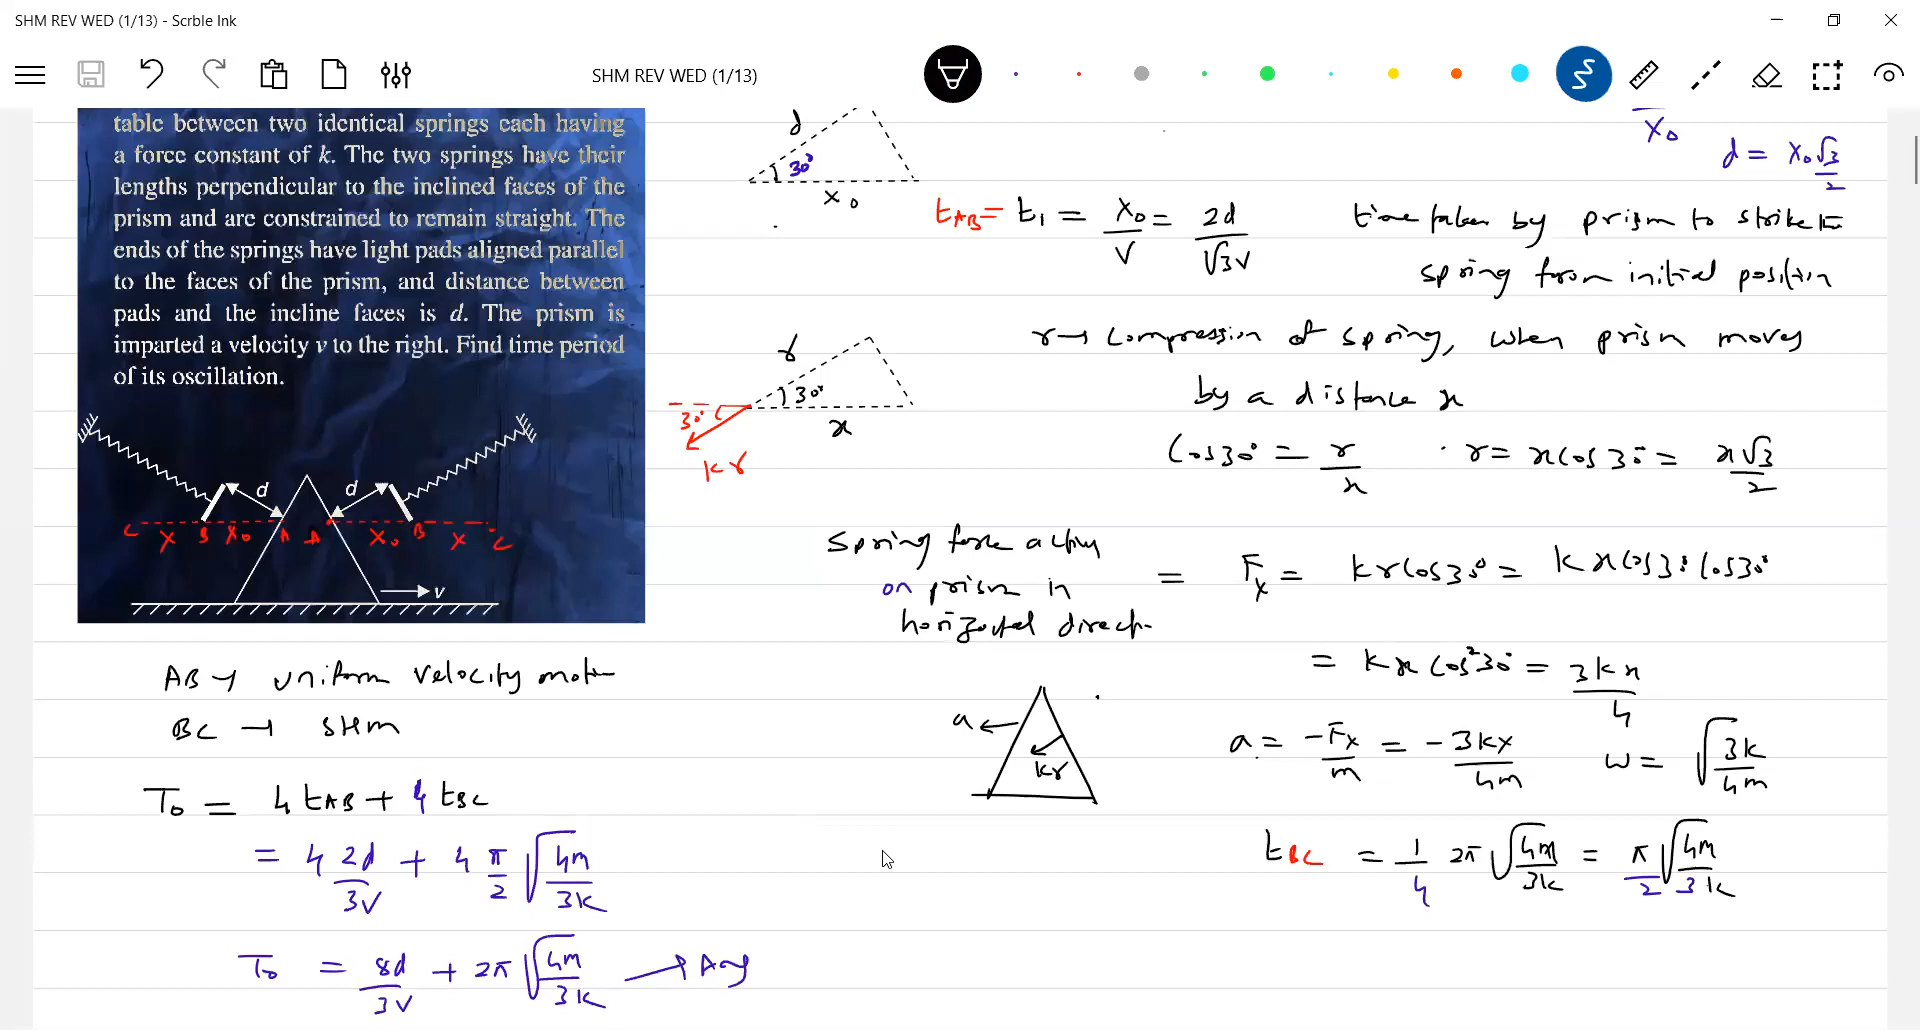 SHM REV WED (1/13) - Scrble Ink
SHM REV WED (1/13)
table between two identical springs each having
a force constant of k. The two springs have their
lengths perpendicular to the inclined faces of the
prism and are constrained to remain straight. The
ends of the springs have light pads aligned parallel
to the faces of the prism, and distance between
pads and the incline faces is d. The prism is
imparted a velocity v to the right. Find time period
of its oscillation.
d d
C X B X₀ A A X₀ B X C
v
AB → uniform velocity motion
BC → SHM
T₀ = 4 t_AB + 4 t_BC
= 4 2d/3V + 4 π/2 √(4m/3k)
T₀ = 8d/3V + 2π √(4m/3k) → Ans
d
30°
X₀
X₀
d = X₀√3/2
t_AB = t₁ = X₀/V = 2d/√3V
time taken by prism to strike
spring from initial position
r
30°
x
30°
kr
r → compression of spring, when prism moves
by a distance x
Cos30° = r/x · r = xcos30° = x√3/2
Spring force acting
on prism in
horizontal
= Fx = krcos30° = kxcos30° cos30°
= kx cos²30° = 3kx/4
a
kr
a = -Fx/m = -3kx/4m ω = √(3k/4m)
t_BC = 1/4 2π √(4m/3k) = π/2 √(4m/3k)